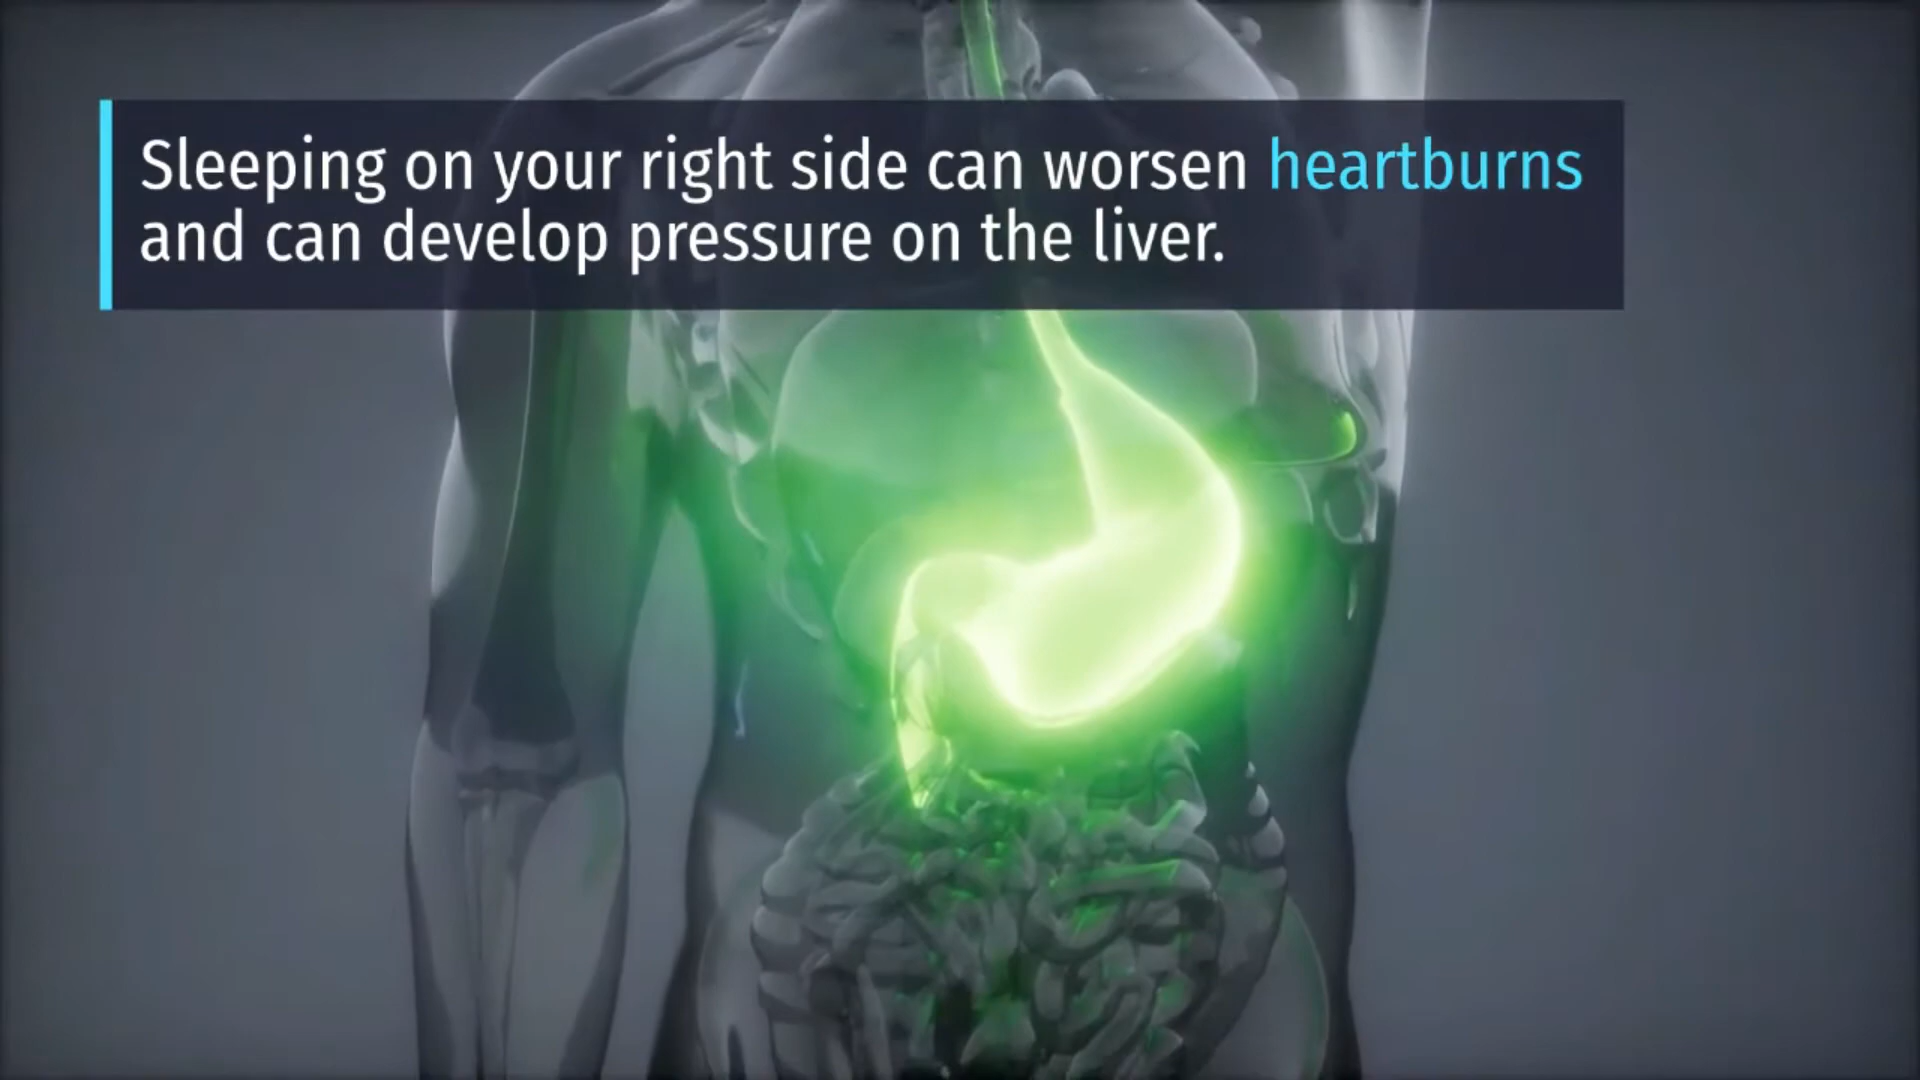 Sleeping on your right side can worsen heartburns
and can develop pressure on the liver.